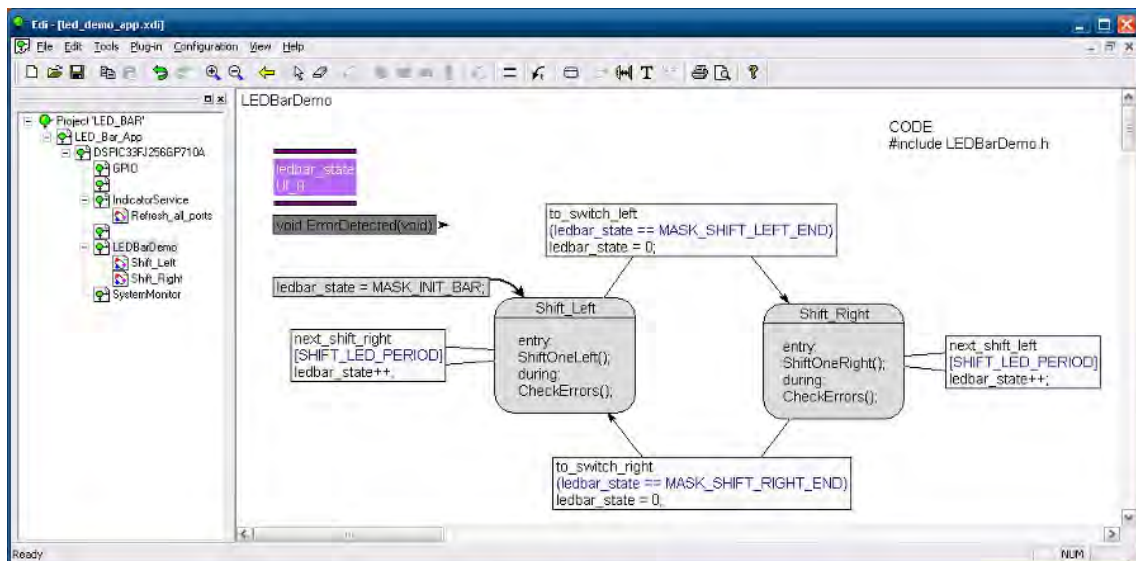 Edi - [led_demo_app.xdi]
File Edit Tools Plug-in Configuration View Help
Project 'LED_BAR'
LED_Bar_App
DSPIC33FJ256GP710A
GPIO
IndicatorService
Refresh_all_ports
LEDBarDemo
Shift_Left
Shift_Right
SystemMonitor
LEDBarDemo
CODE
#include LEDBarDemo.h
ledbar_state
UI_8
void ErrorDetected(void)
ledbar_state = MASK_INIT_BAR;
to_switch_left
(ledbar_state == MASK_SHIFT_LEFT_END)
ledbar_state = 0;
Shift_Left
entry:
ShiftOneLeft();
during:
CheckErrors();
Shift_Right
entry:
ShiftOneRight();
during:
CheckErrors();
next_shift_right
[SHIFT_LED_PERIOD]
ledbar_state++;
next_shift_left
[SHIFT_LED_PERIOD]
ledbar_state++;
to_switch_right
(ledbar_state == MASK_SHIFT_RIGHT_END)
ledbar_state = 0;
Ready
NUM